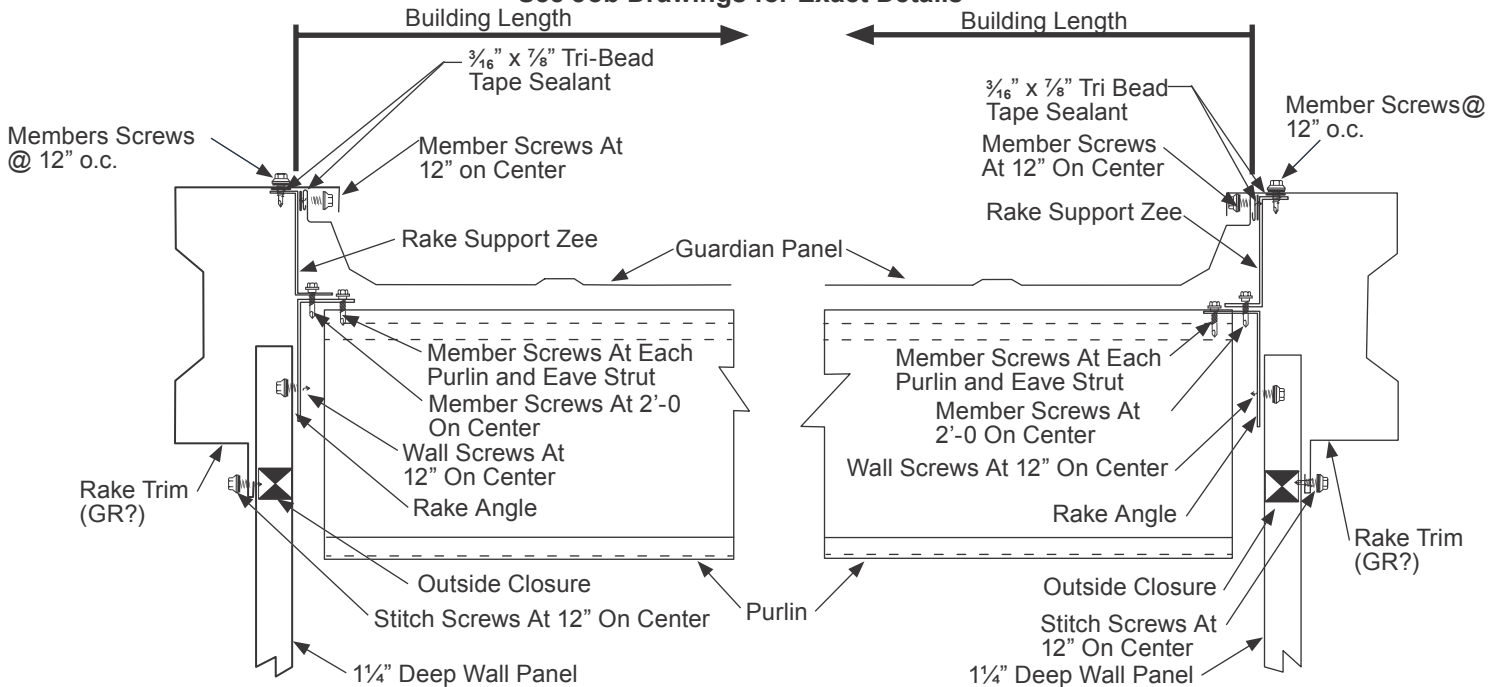 See Job Drawings for Exact Details
Building Length
Building Length
³⁄₁₆” x ⁷⁄₈” Tri-Bead
Tape Sealant
³⁄₁₆” x ⁷⁄₈” Tri Bead
Tape Sealant
Members Screws
@ 12” o.c.
Member Screws At
12” on Center
Member Screws
At 12” On Center
Member Screws@
12” o.c.
Rake Support Zee
Guardian Panel
Rake Support Zee
Member Screws At Each
Purlin and Eave Strut
Member Screws At 2’-0
On Center
Wall Screws At
12” On Center
Rake Angle
Member Screws At Each
Purlin and Eave Strut
Member Screws At
2’-0 On Center
Wall Screws At 12” On Center
Rake Angle
Rake Trim
(GR?)
Rake Trim
(GR?)
Outside Closure
Stitch Screws At 12” On Center
Purlin
Outside Closure
Stitch Screws At
12” On Center
1¼” Deep Wall Panel
1¼” Deep Wall Panel